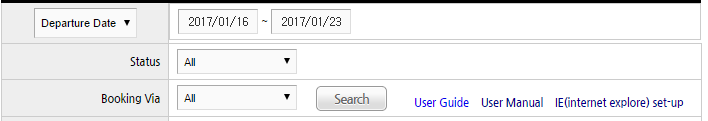 Departure Date 2017/01/16 ~ 2017/01/23
Status All
Booking Via All Search User Guide User Manual IE(internet explore) set-up